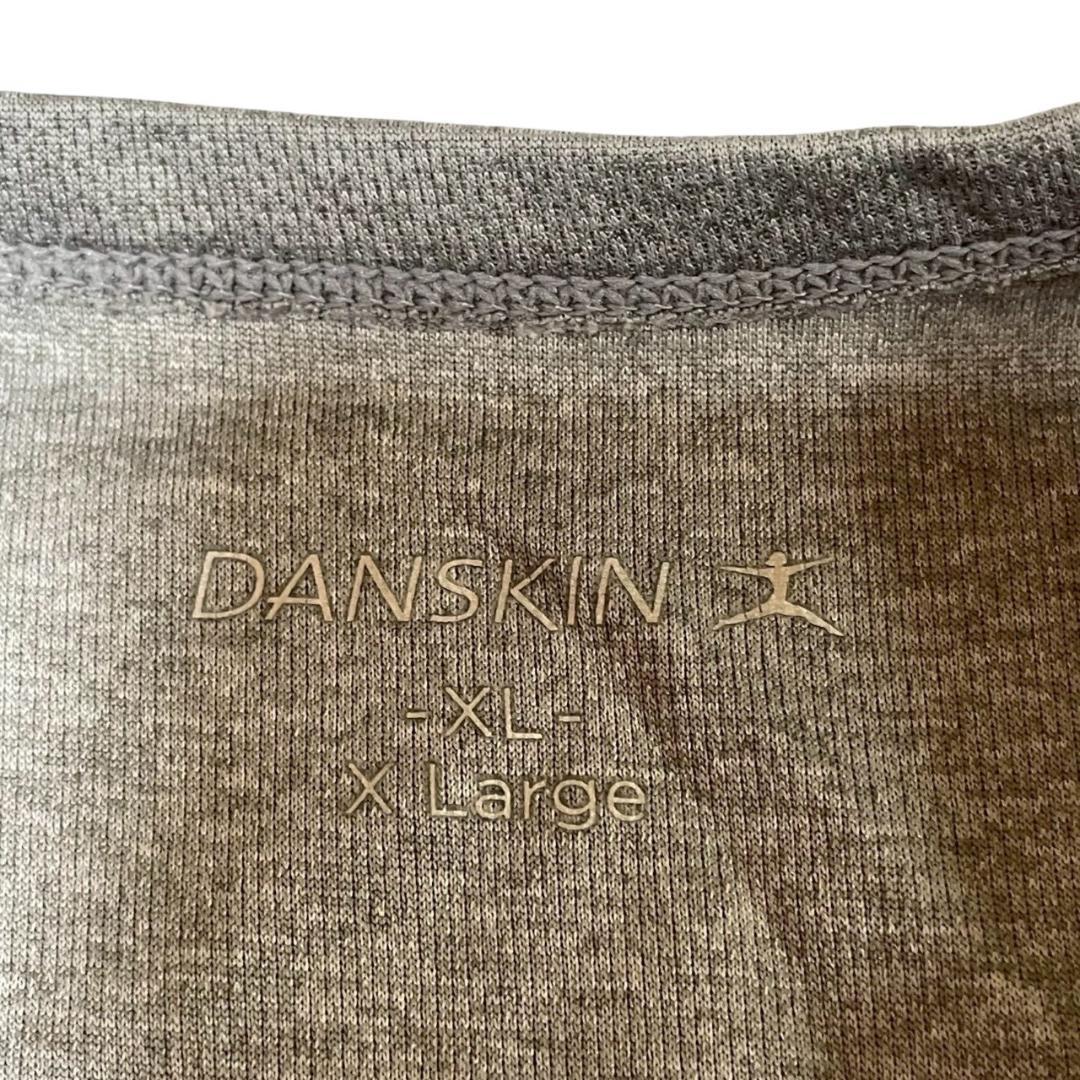 DANSKIN
-XL-
X Large